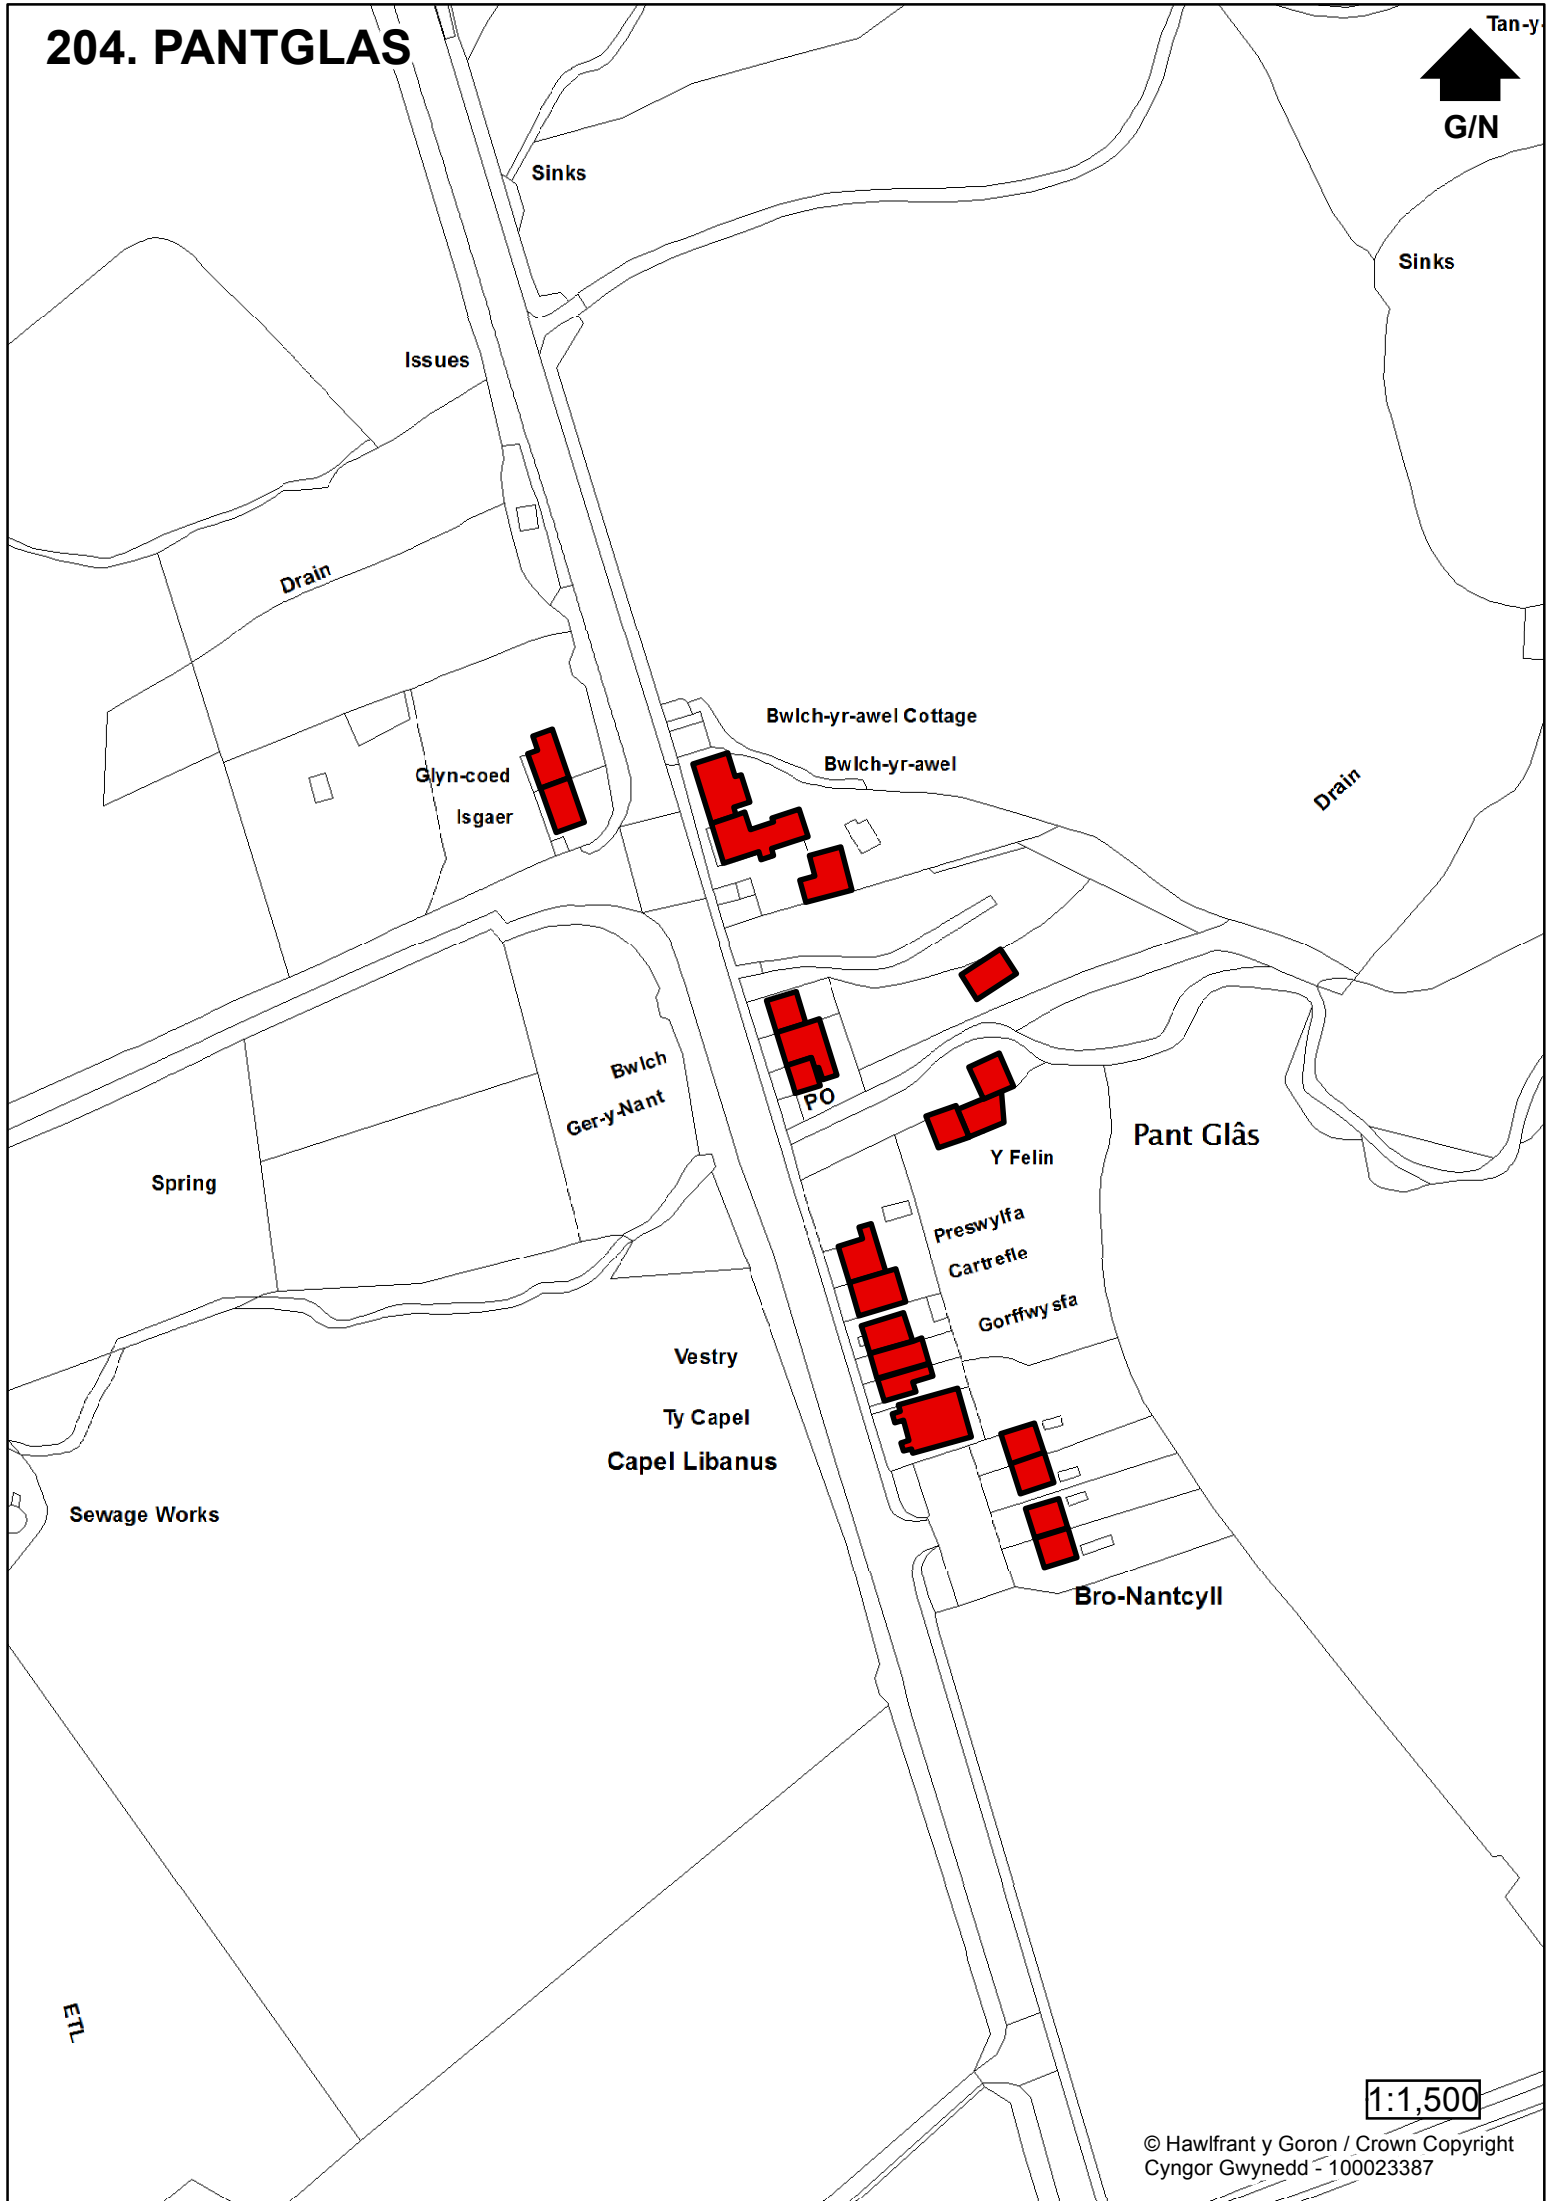 204. PANTGLAS
Tan-y-
G/N
Sinks
Sinks
Issues
Drain
Bwlch-yr-awel Cottage
Bwlch-yr-awel
Glyn-coed
Isgaer
Drain
Bwlch
Ger-y-Nant
PO
Pant Glâs
Y Felin
Spring
Preswylfa
Cartrefle
Gorffwysfa
Vestry
Ty Capel
Capel Libanus
Sewage Works
Bro-Nantcyll
ETL
1:1,500
© Hawlfrant y Goron / Crown Copyright
Cyngor Gwynedd - 100023387